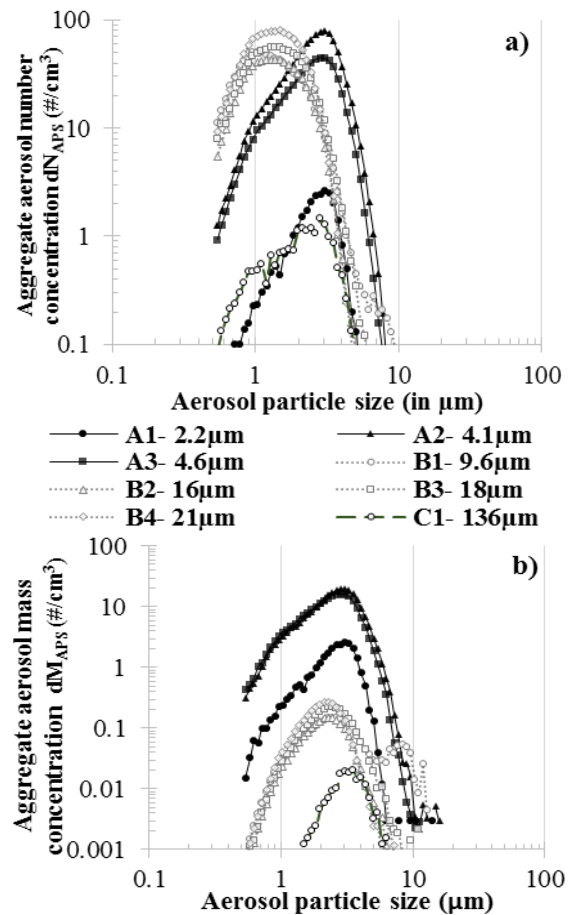 Aggregate aerosol number
concentration dN_APS (#/cm³)
100
10
1
0.1
a)
0.1 1 10 100
Aerosol particle size (in µm)
A1- 2.2µm A2- 4.1µm
A3- 4.6µm B1- 9.6µm
B2- 16µm B3- 18µm
B4- 21µm C1- 136µm
Aggregate aerosol mass
concentration dM_APS (#/cm³)
100
10
1
0.1
0.01
0.001
b)
0.1 1 10 100
Aerosol particle size (µm)